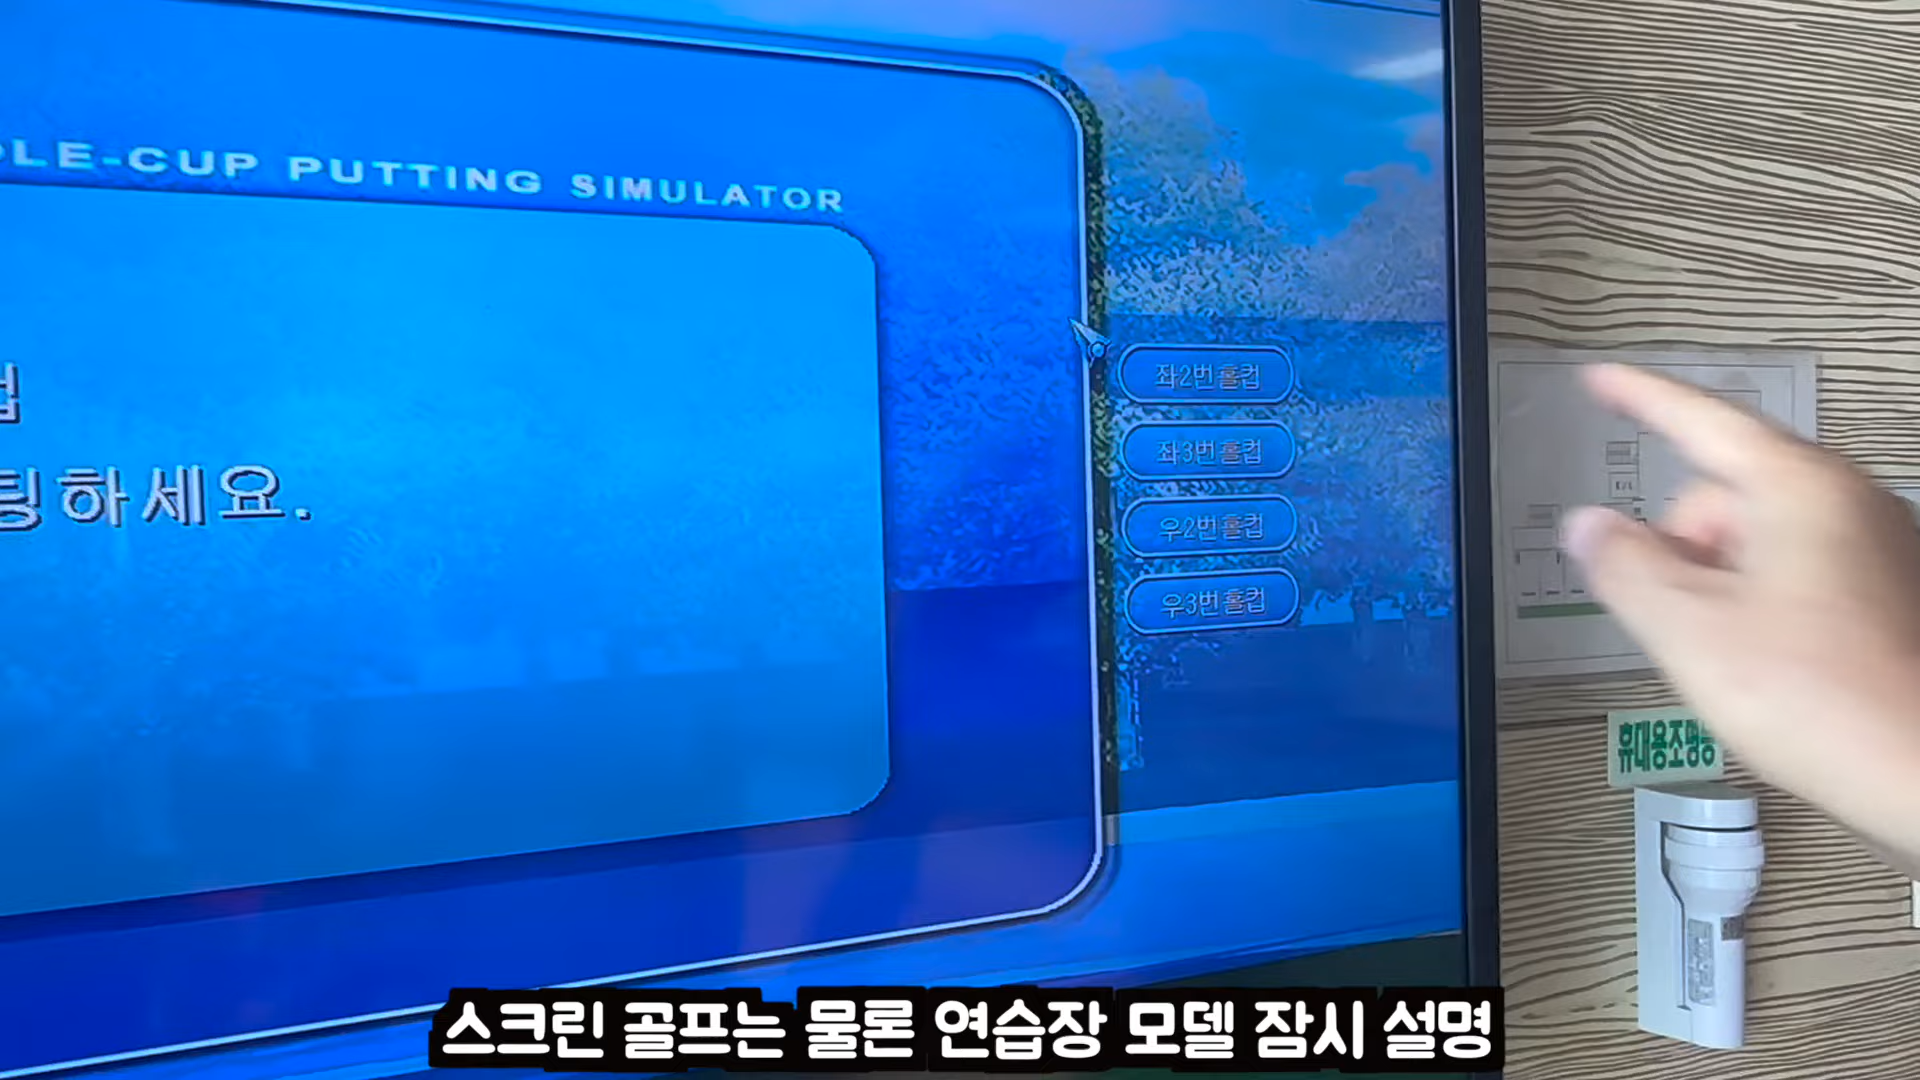 LE-CUP PUTTING SIMULATOR
팅하세요.
좌2번홀컵
좌3번홀컵
우2번홀컵
우3번홀컵
휴대용조명등
스크린 골프는 물론 연습장 모델 잠시 설명